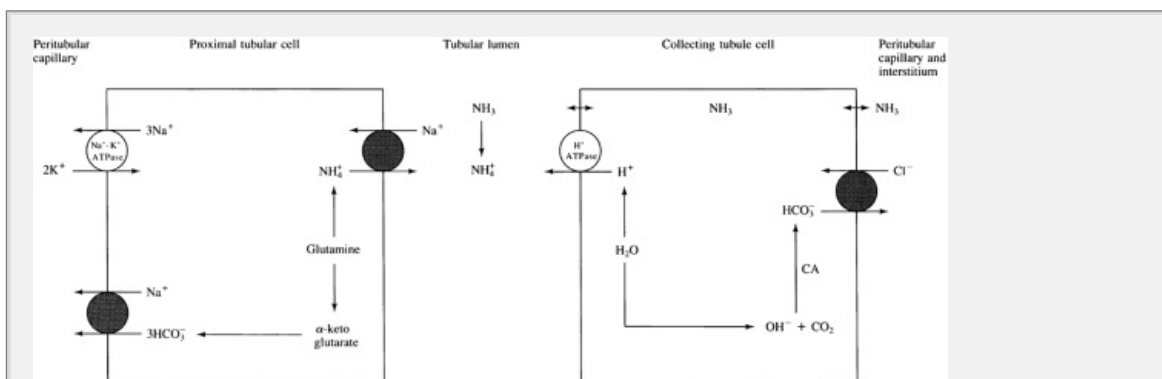 Peritubular
capillary
Proximal tubular cell
Tubular lumen
Collecting tubule cell
Peritubular
capillary and
interstitium
3Na⁺
Na⁺-K⁺
ATPase
2K⁺
Na⁺
NH₄⁺
Glutamine
α-keto
glutarate
Na⁺
3HCO₃⁻
NH₃
NH₄⁺
NH₃
NH₃
H⁺
ATPase
H⁺
Cl⁻
HCO₃⁻
H₂O
CA
OH⁻ + CO₂